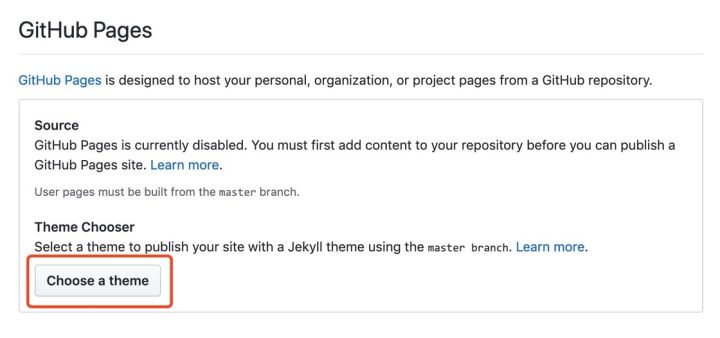 GitHub Pages
GitHub Pages is designed to host your personal, organization, or project pages from a GitHub repository.
Source
GitHub Pages is currently disabled. You must first add content to your repository before you can publish a
GitHub Pages site. Learn more.
User pages must be built from the master branch.
Theme Chooser
Select a theme to publish your site with a Jekyll theme using the master branch. Learn more.
Choose a theme